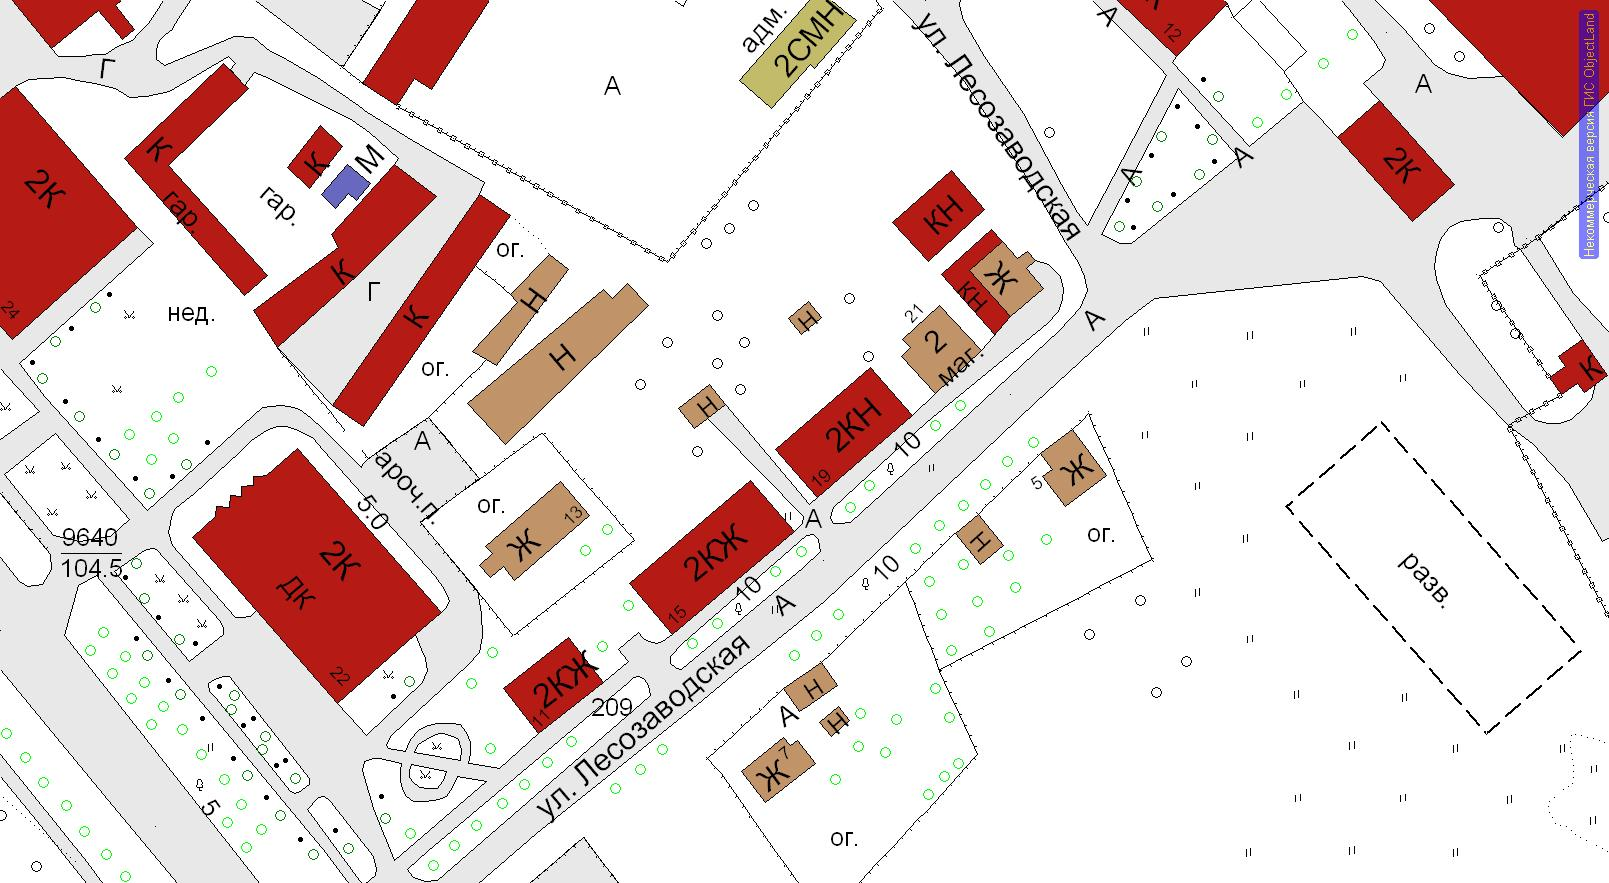 К
12
адм.
2СМН
ул. Лесозаводская
А
А
А
Г
2К
24
К
гар.
гар.
К
М
К
Г
К
ог.
Н
Н
ог.
нед.
А
КН
КН
Ж
21
2
маг.
Н
Н
2КН
19
10
А
А
А
2К
К
Некоммерческая версия ГИС ObjectLand
ароч.п.
5.0
ог.
Ж
13
9640
104.5
2К
ДК
22
2КЖ
15
10
А
А
10
2КЖ
11
209
ул. Лесозаводская
5
Ж
5
Н
ог.
разв.
Н
А
Н
Ж
7
ог.
5